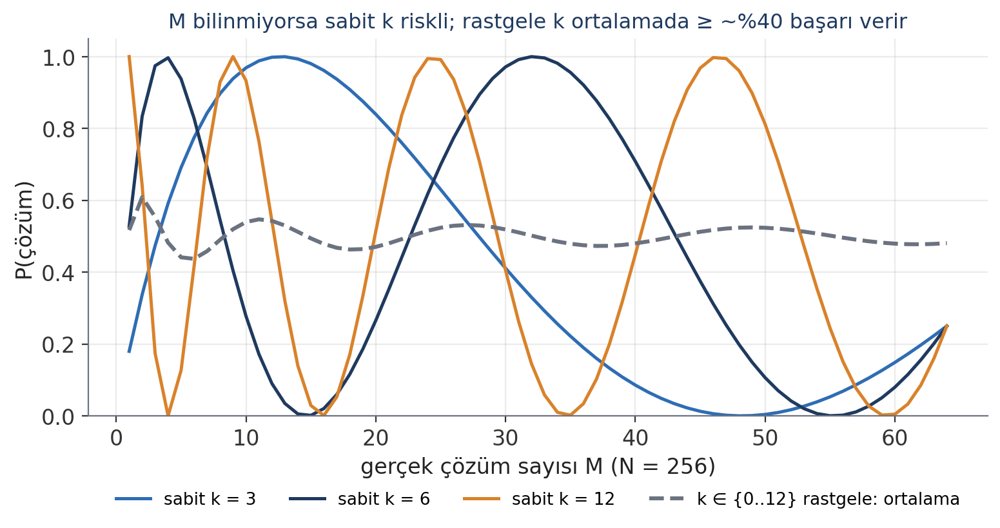 M bilinmiyorsa sabit k riskli; rastgele k ortalamada ≥ ~%40 başarı verir
P(çözüm)
1.0
0.8
0.6
0.4
0.2
0.0
0 10 20 30 40 50 60
gerçek çözüm sayısı M (N = 256)
sabit k = 3 sabit k = 6 sabit k = 12 k ∈ {0..12} rastgele: ortalama